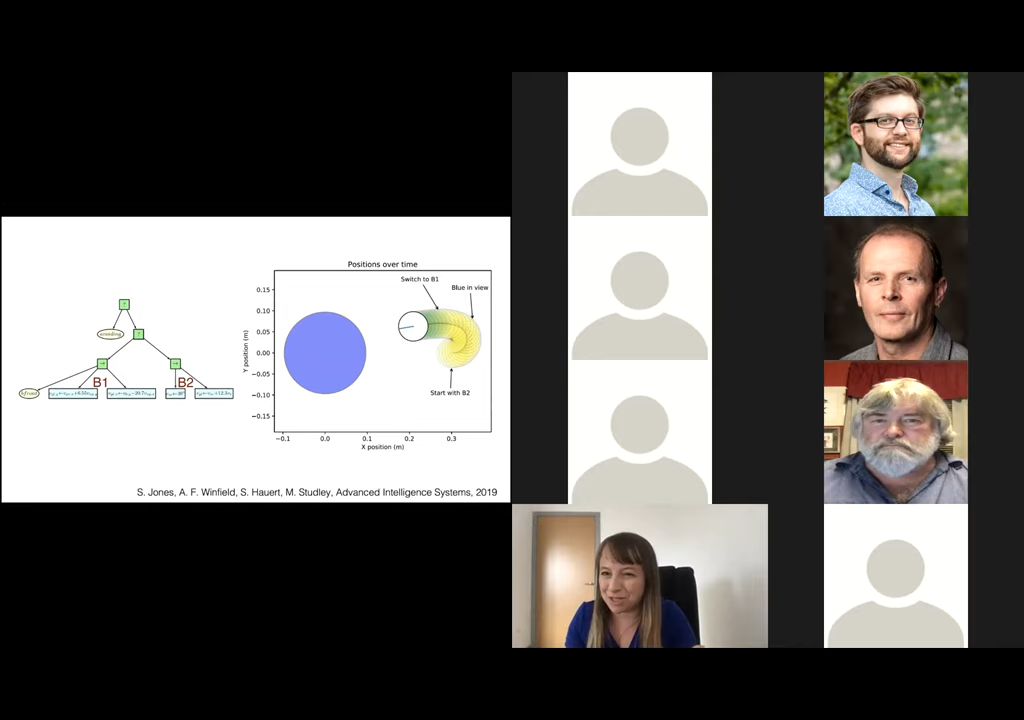 B1
B2
Positions over time
Switch to B1
Blue in view
Start with B2
Y position (m)
0.15
0.10
0.05
0.00
−0.05
−0.10
−0.15
−0.1
0.0
0.1
0.2
0.3
X position (m)
S. Jones, A. F. Winfield, S. Hauert, M. Studley, Advanced Intelligence Systems, 2019